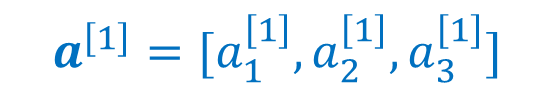 𝒂^[1] = [a_1^[1], a_2^[1], a_3^[1]]